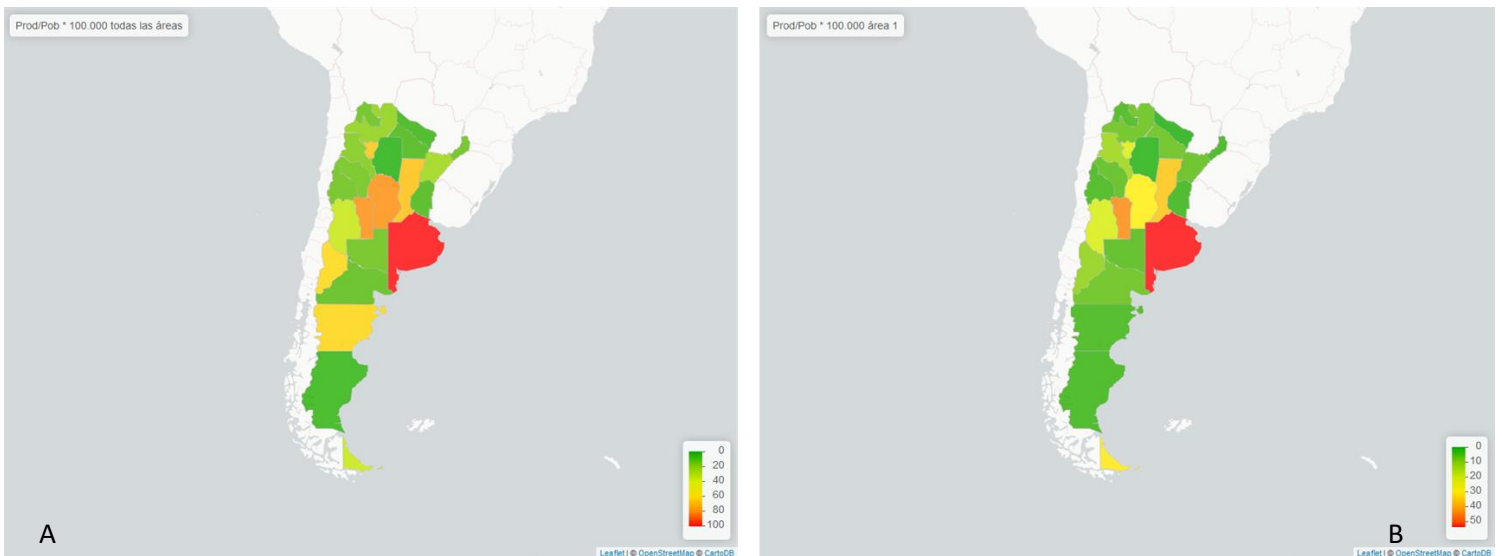 Prod/Pob * 100.000 todas las áreas
0
20
40
60
80
100
A
Leaflet | © OpenStreetMap © CartoDB
Prod/Pob * 100.000 área 1
0
10
20
30
40
50
B
Leaflet | © OpenStreetMap © CartoDB